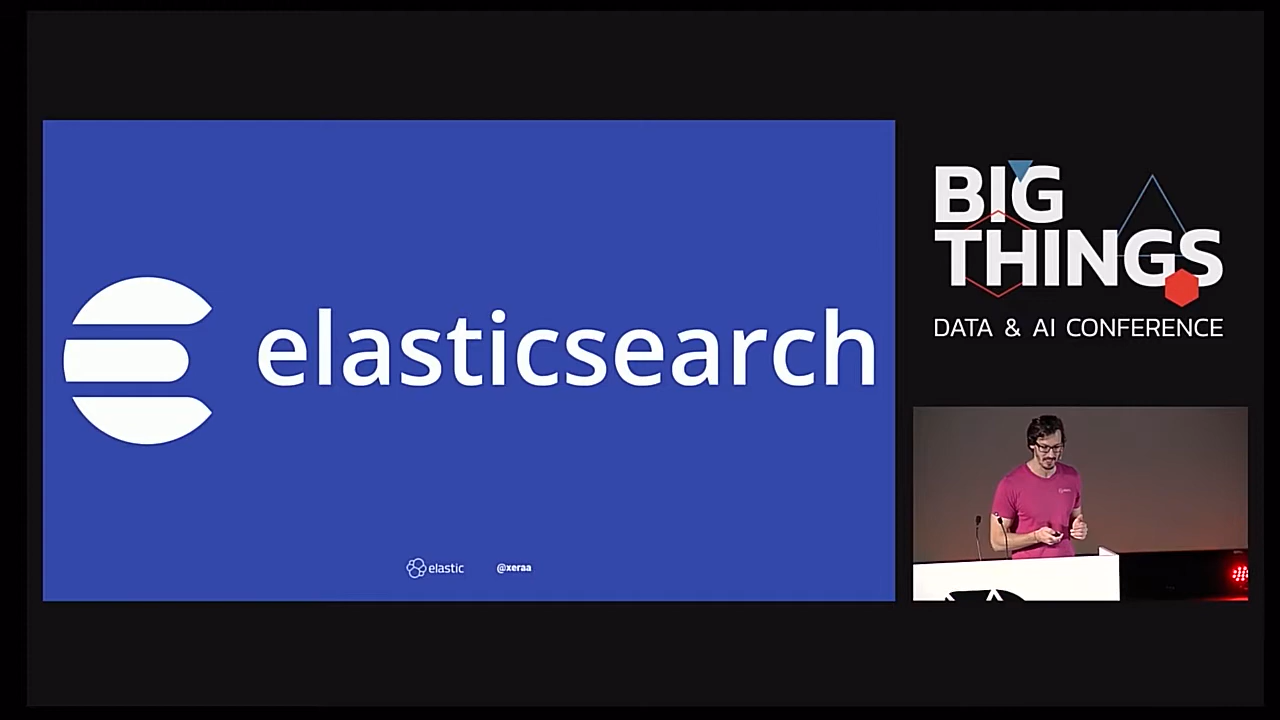 elasticsearch
elastic @xeraa
BIG
THINGS
DATA & AI CONFERENCE